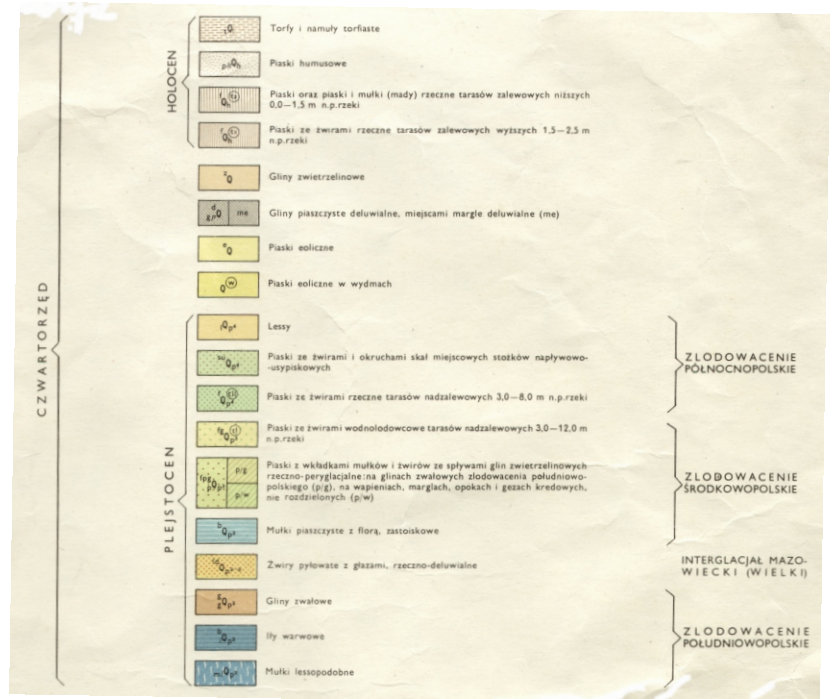 CZWARTORZĘD
HOLOCEN
Torfy i namuły torfiaste
Piaski humusowe
Piaski oraz piaski i mułki (mady) rzeczne tarasów zalewowych niższych
0,0—1,5 m n.p.rzeki
Piaski ze żwirami rzeczne tarasów zalewowych wyższych 1,5—2,5 m
n.p.rzeki
Gliny zwietrzelinowe
me
Gliny piaszczyste deluwialne, miejscami margle deluwialne (me)
Piaski eoliczne
Q w
Piaski eoliczne w wydmach
PLEJSTOCEN
Lessy
Piaski ze żwirami i okruchami skał miejscowych stożków napływowo-
-usypiskowych
Piaski ze żwirami rzeczne tarasów nadzalewowych 3,0—8,0 m n.p.rzeki
ZLODOWACENIE
PÓŁNOCNOPOLSKIE
Piaski ze żwirami wodnolodowcowe tarasów nadzalewowych 3,0—12,0 m
n.p.rzeki
p/g
p/w
Piaski z wkładkami mułków i żwirów ze spływami glin zwietrzelinowych
rzeczno-peryglacjalne:na glinach zwałowych zlodowacenia południowo-
polskiego (p/g), na wapieniach, marglach, opokach i gezach kredowych,
nie rozdzielonych (p/w)
Mułki piaszczyste z florą, zastoiskowe
ZLODOWACENIE
ŚRODKOWOPOLSKIE
Żwiry pyłowate z głazami, rzeczno-deluwialne
INTERGLACJAŁ MAZO-
WIECKI (WIELKI)
Gliny zwałowe
Iły warwowe
Mułki lessopodobne
ZLODOWACENIE
POŁUDNIOWOPOLSKIE